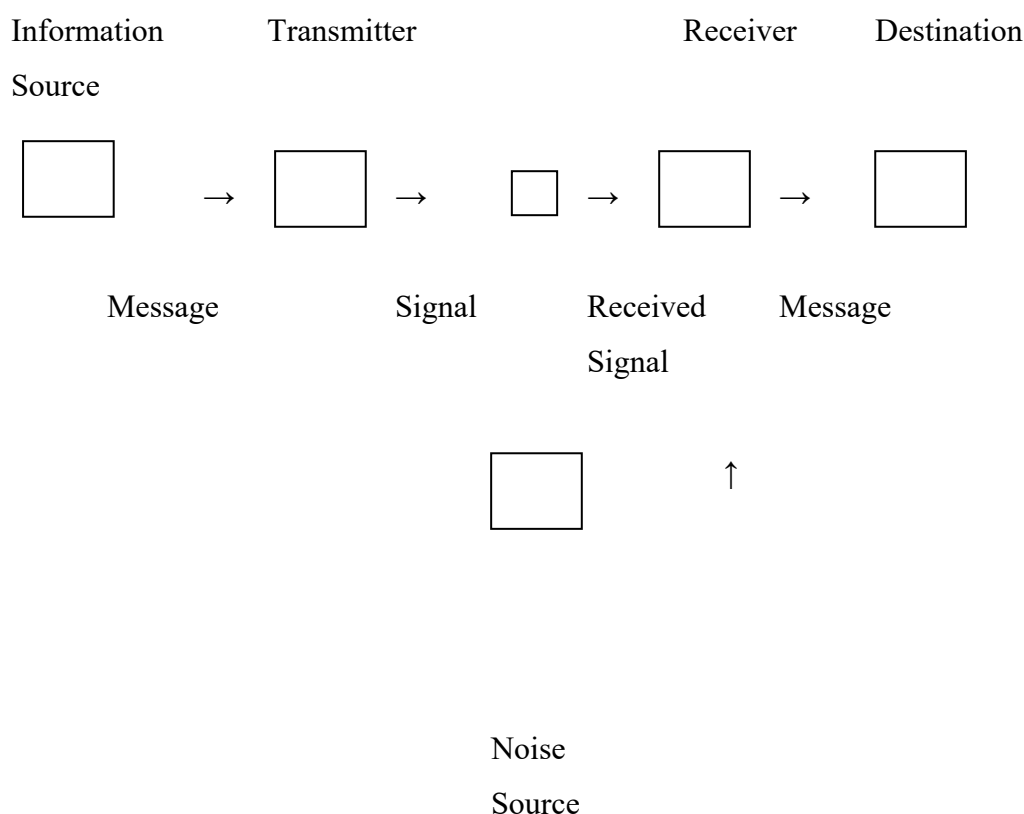 Information Transmitter Receiver Destination
Source
→ → → →
Message Signal Received Message
Signal
↑
Noise
Source